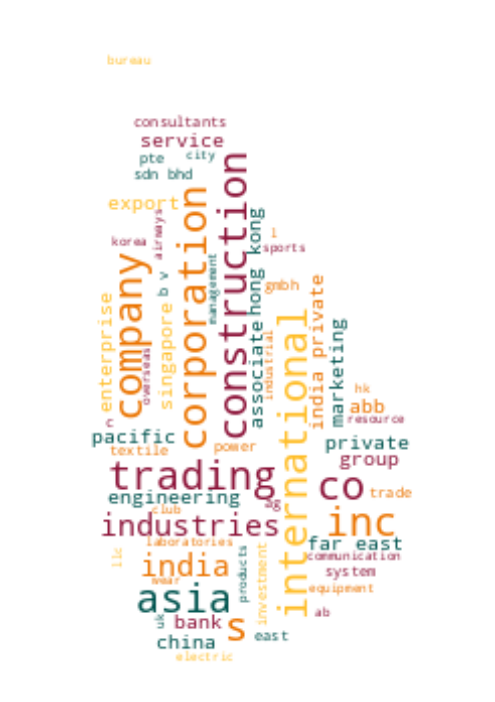 bureau
consultants
service
pte
city
sdn bhd
export
construction
corporation
airways
hong kong
l
korea
sports
company
management
b v
gmbh
enterprise
singapore
overseas
international
india private
associate
industrial
marketing
hk
abb
resource
c
pacific
textile
power
private
group
trading
co
trade
engineering
ag
club
industries
inc
laboratories
far east
llc
communication
india
system
wear
products
investment
equipment
asia
ab
uk
bank
s
east
china
electric